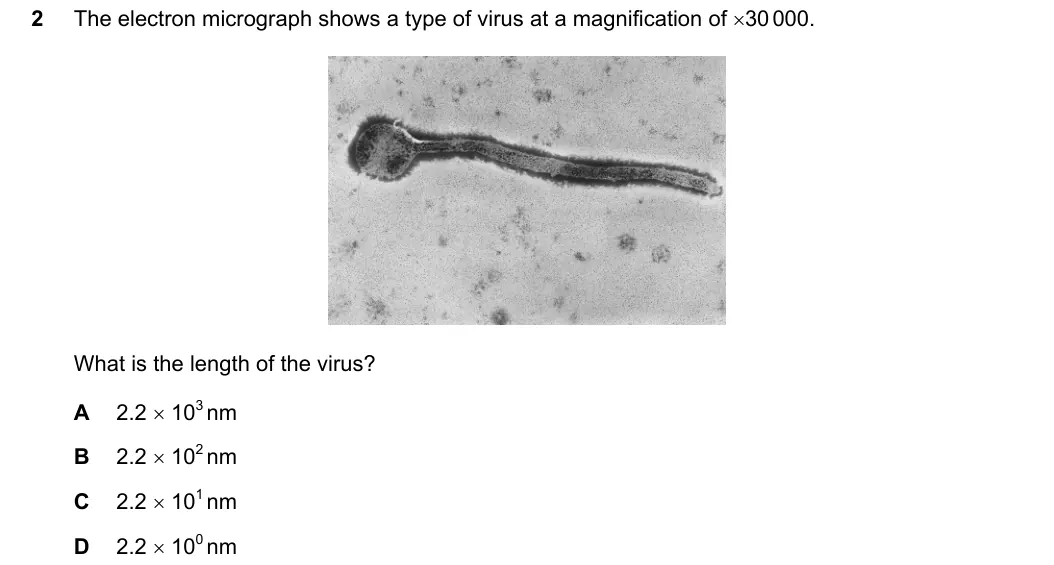 2 The electron micrograph shows a type of virus at a magnification of ×30 000.
What is the length of the virus?
A 2.2 × 10³ nm
B 2.2 × 10² nm
C 2.2 × 10¹ nm
D 2.2 × 10⁰ nm